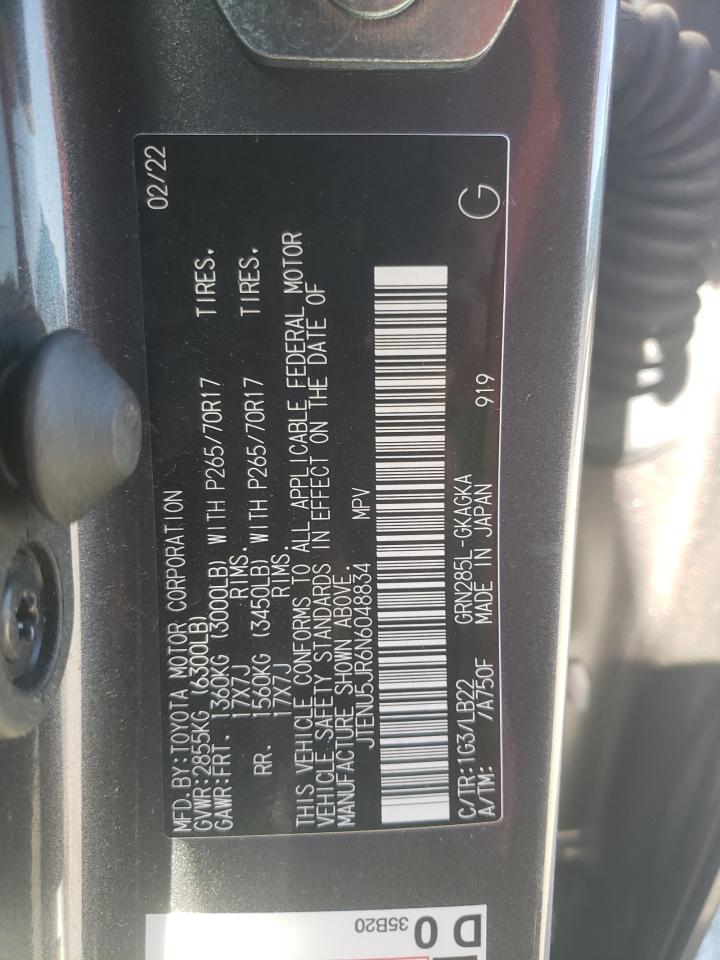 02/22
MFD.BY:TOYOTA MOTOR CORPORATION
GVWR:2855KG (6300LB)
GAWR:FRT. 1360KG (3000LB) WITH P265/70R17 TIRES.
17X7J RIMS.
RR. 1560KG (3450LB) WITH P265/70R17 TIRES.
17X7J RIMS.
THIS VEHICLE CONFORMS TO ALL APPLICABLE FEDERAL MOTOR
VEHICLE SAFETY STANDARDS IN EFFECT ON THE DATE OF
MANUFACTURE SHOWN ABOVE.
JTENU5JR6N6048834 MPV
C/TR:1G3/LB22 GRN285L-GKAGKA 919
A/TM: /A750F MADE IN JAPAN
G
35B20
D 0